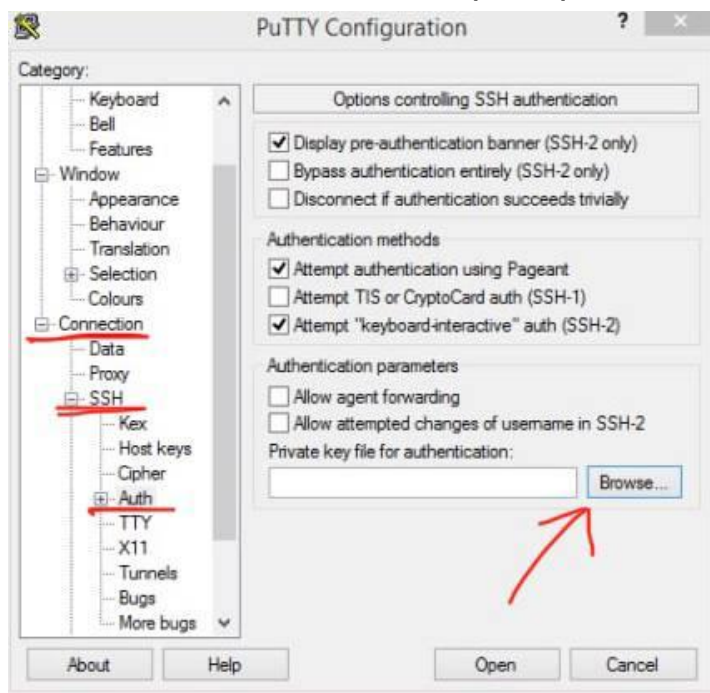 PuTTY Configuration
?
×
Category:
Keyboard
Bell
Features
Window
Appearance
Behaviour
Translation
Selection
Colours
Connection
Data
Proxy
SSH
Kex
Host keys
Cipher
Auth
TTY
X11
Tunnels
Bugs
More bugs
Options controlling SSH authentication
Display pre-authentication banner (SSH-2 only)
Bypass authentication entirely (SSH-2 only)
Disconnect if authentication succeeds trivially
Authentication methods
Attempt authentication using Pageant
Attempt TIS or CryptoCard auth (SSH-1)
Attempt "keyboard-interactive" auth (SSH-2)
Authentication parameters
Allow agent forwarding
Allow attempted changes of username in SSH-2
Private key file for authentication:
Browse...
About
Help
Open
Cancel